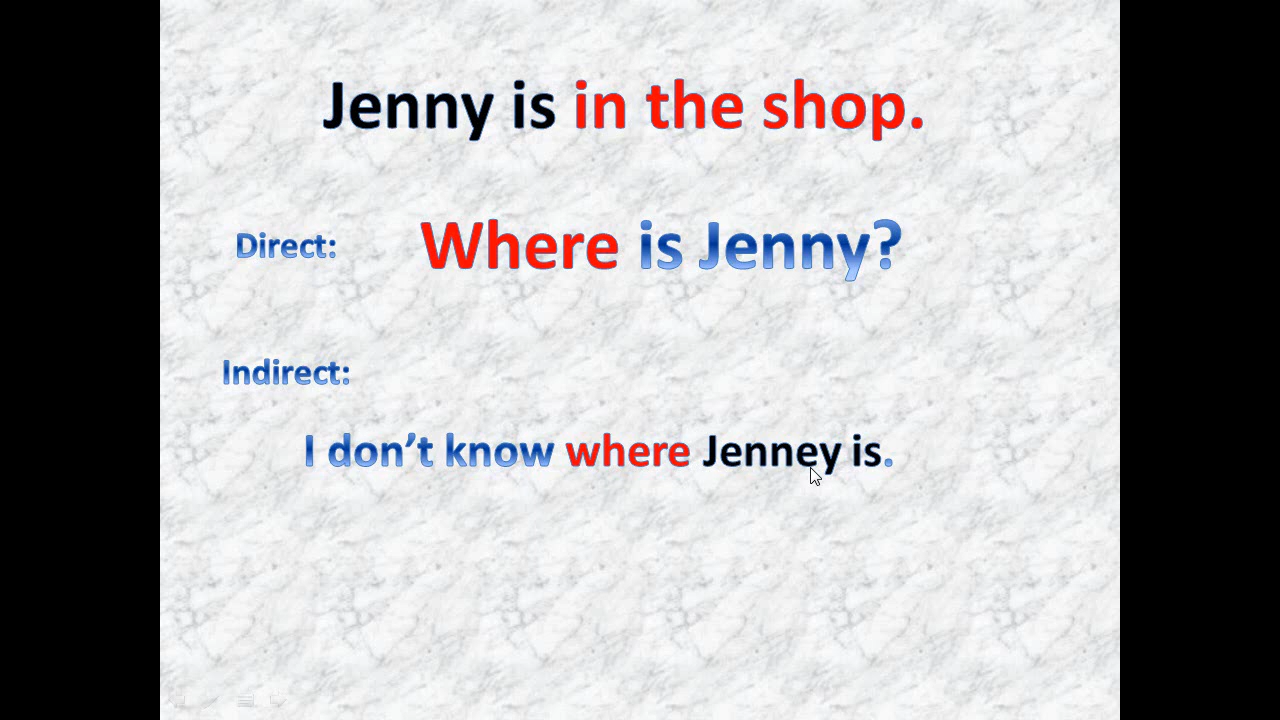 Jenny is in the shop.
Direct: Where is Jenny?
Indirect:
I don't know where Jenney is.